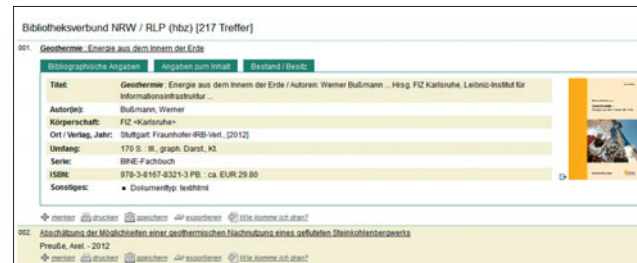 Bibliotheksverbund NRW / RLP (hbz) [217 Treffer]
001. Geothermie : Energie aus dem Innern der Erde
Bibliographische Angaben Angaben zum Inhalt Bestand / Besitz
Titel: Geothermie : Energie aus dem Innern der Erde / Autoren: Werner Bußmann ... Hrsg. FIZ Karlsruhe, Leibniz-Institut für
Informationsinfrastruktur ...
Autor(in): Bußmann, Werner
Körperschaft: FIZ <Karlsruhe>
Ort / Verlag, Jahr: Stuttgart: Fraunhofer-IRB-Verl., [2012]
Umfang: 170 S. : Ill., graph. Darst., Kt.
Serie: BINE-Fachbuch
ISBN: 978-3-8167-8321-3 PB. : ca. EUR 29.80
Sonstiges: • Dokumenttyp: text/html
merken drucken speichern exportieren Wie komme ich dran?
002. Abschätzung der Möglichkeiten einer geothermischen Nachnutzung eines gefluteten Steinkohlenbergwerks
Preuße, Axel. - 2012
merken drucken speichern exportieren Wie komme ich dran?